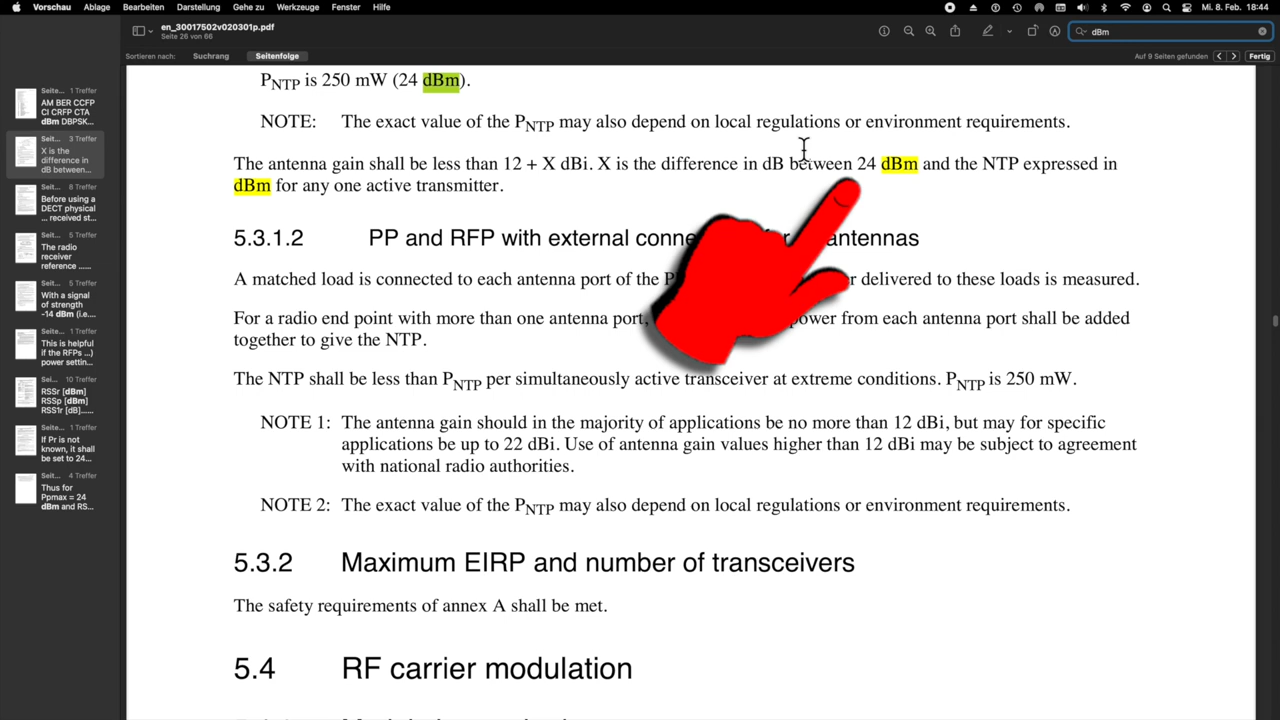 Vorschau Ablage Bearbeiten Darstellung Gehe zu Werkzeuge Fenster Hilfe Mi. 8. Feb. 18:44
en_30017502v020301p.pdf
Seite 26 von 66
dBm
Sortieren nach: Suchrang Seitenfolge Auf 9 Seiten gefunden Fertig
Seite... 1 Treffer
AM BER CCFP
CI CRFP CTA
dBm DBPSK...
Seit... 3 Treffer
X is the
difference in
dB between...
Seite... 8 Treffer
Before using a
DECT physical
... received st...
Seit... 5 Treffer
The radio
receiver
reference ......
Seit... 5 Treffer
With a signal
of strength
-14 dBm (i.e....
Seite... 1 Treffer
This is helpful
if the RFPs ...)
power settin...
Sei... 10 Treffer
RSSr [dBm]
RSSp [dBm]
RSS1r [dB]......
Seit... 1 Treffer
If Pr is not
known, it shall
be set to 24...
Seit... 4 Treffer
Thus for
Ppmax = 24
dBm and RS...
PNTP is 250 mW (24 dBm).
NOTE: The exact value of the PNTP may also depend on local regulations or environment requirements.
The antenna gain shall be less than 12 + X dBi. X is the difference in dB between 24 dBm and the NTP expressed in
dBm for any one active transmitter.
5.3.1.2 PP and RFP with external antennas
A matched load is connected to each antenna port of the delivered to these loads is measured.
For a radio end point with more than one antenna port, power from each antenna port shall be added
together to give the NTP.
The NTP shall be less than PNTP per simultaneously active transceiver at extreme conditions. PNTP is 250 mW.
NOTE 1: The antenna gain should in the majority of applications be no more than 12 dBi, but may for specific
applications be up to 22 dBi. Use of antenna gain values higher than 12 dBi may be subject to agreement
with national radio authorities.
NOTE 2: The exact value of the PNTP may also depend on local regulations or environment requirements.
5.3.2 Maximum EIRP and number of transceivers
The safety requirements of annex A shall be met.
5.4 RF carrier modulation